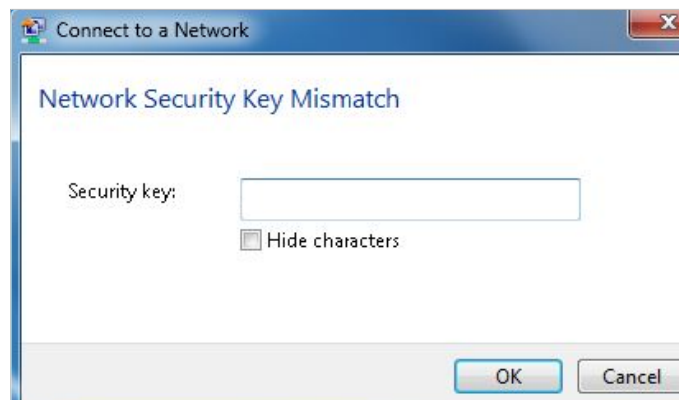 Connect to a Network
Network Security Key Mismatch
Security key:
Hide characters
OK Cancel